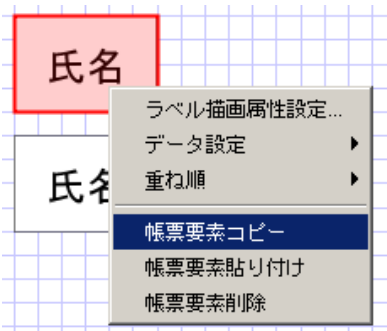 氏名
ラベル描画属性設定...
データ設定
重ね順
氏名
帳票要素コピー
帳票要素貼り付け
帳票要素削除